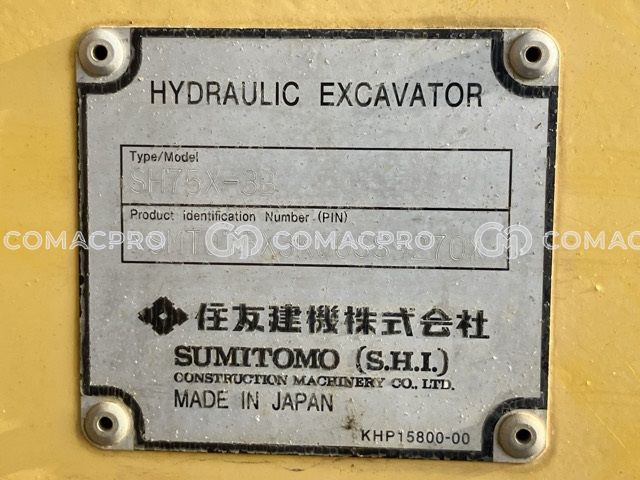 HYDRAULIC EXCAVATOR
Type/Model
SH75X-3B
Product identification Number (PIN)
COMACPRO COMACPRO COMACPRO
住友建機株式会社
SUMITOMO (S.H.I.)
CONSTRUCTION MACHINERY CO., LTD.
MADE IN JAPAN
KHP15800-00